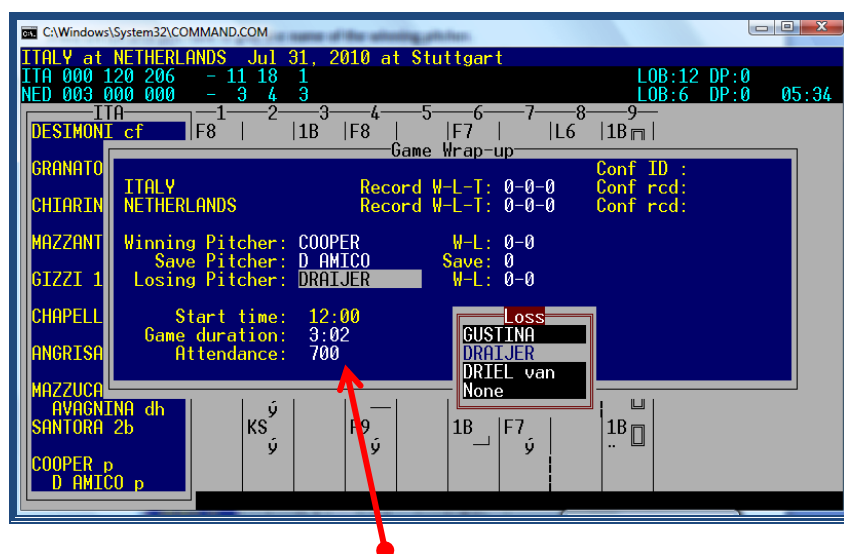 C:\Windows\System32\COMMAND.COM
ITALY at NETHERLANDS Jul 31, 2010 at Stuttgart
ITA 000 120 206 - 11 18 1 LOB:12 DP:0
NED 003 000 000 - 3 4 3 LOB:6 DP:0 05:34
ITA 1 2 3 4 5 6 7 8 9
DESIMONI cf F8 1B F8 F7 L6 1B
Game Wrap-up
GRANATO Conf ID :
ITALY Record W-L-T: 0-0-0 Conf rcd:
CHIARIN NETHERLANDS Record W-L-T: 0-0-0 Conf rcd:
MAZZANT Winning Pitcher: COOPER W-L: 0-0
Save Pitcher: D AMICO Save: 0
GIZZI 1 Losing Pitcher: DRAIJER W-L: 0-0
CHAPELL Start time: 12:00 Loss
Game duration: 3:02 GUSTINA
ANGRISA Attendance: 700 DRAIJER
DRIEL van
MAZZUCA None
AVAGNINA dh ý
SANTORA 2b KS F9 1B F7 1B
ý ý ý ..
COOPER p
D AMICO p